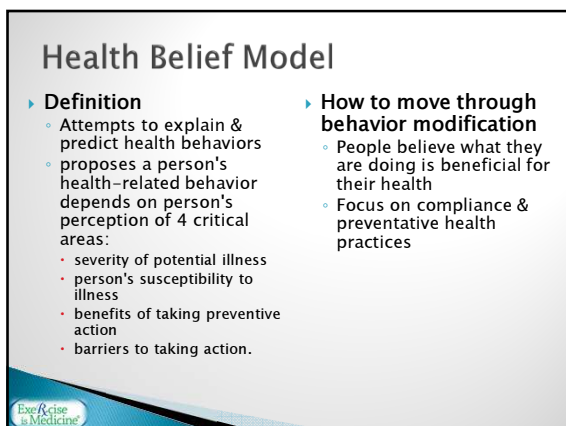 Health Belief Model
Definition
Attempts to explain &
predict health behaviors
proposes a person's
health-related behavior
depends on person's
perception of 4 critical
areas:
severity of potential illness
person's susceptibility to
illness
benefits of taking preventive
action
barriers to taking action.
How to move through
behavior modification
People believe what they
are doing is beneficial for
their health
Focus on compliance &
preventative health
practices
ExeRcise
is Medicine®